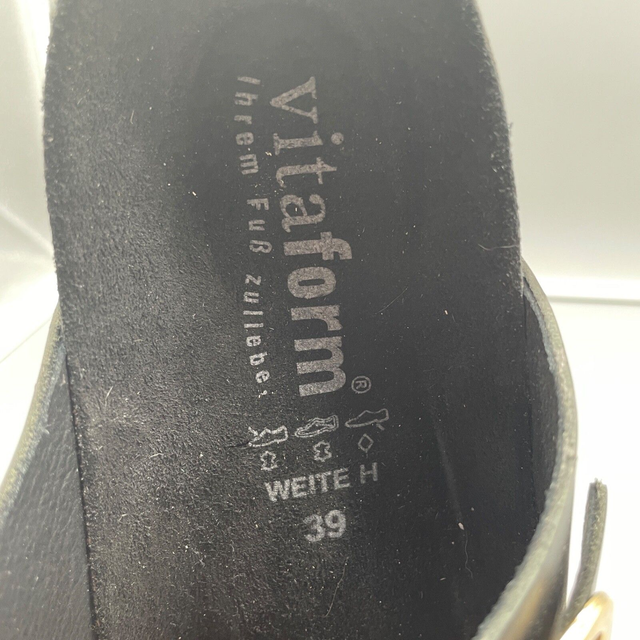 vitaform®
Ihrem Fuß zuliebe.
WEITE H
39